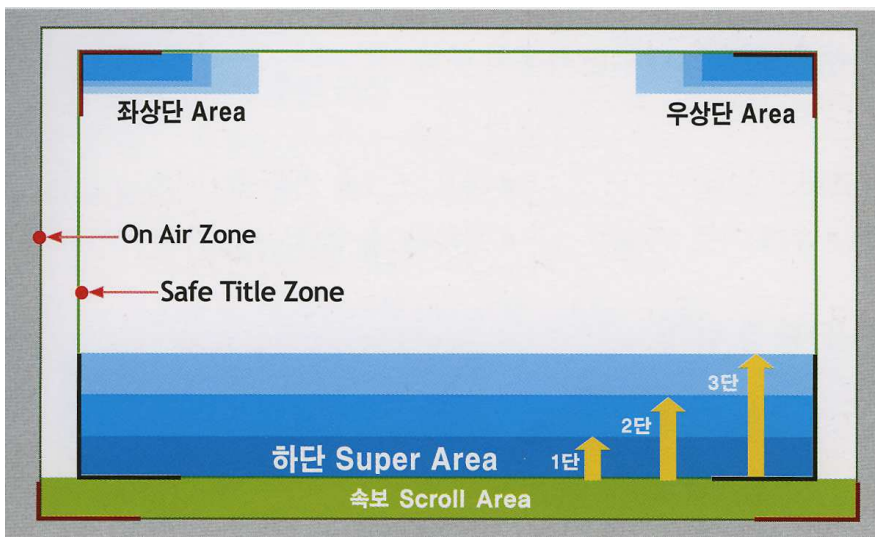 좌상단 Area
우상단 Area
On Air Zone
Safe Title Zone
3단
2단
하단 Super Area
1단
속보 Scroll Area